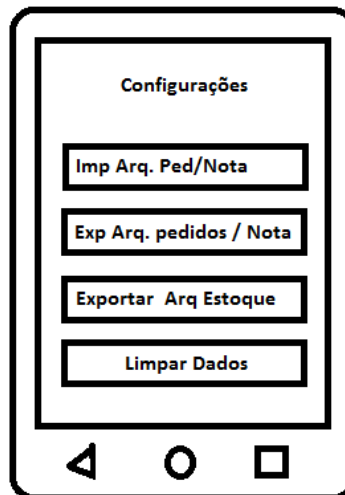 Configurações
Imp Arq. Ped/Nota
Exp Arq. pedidos / Nota
Exportar Arq Estoque
Limpar Dados